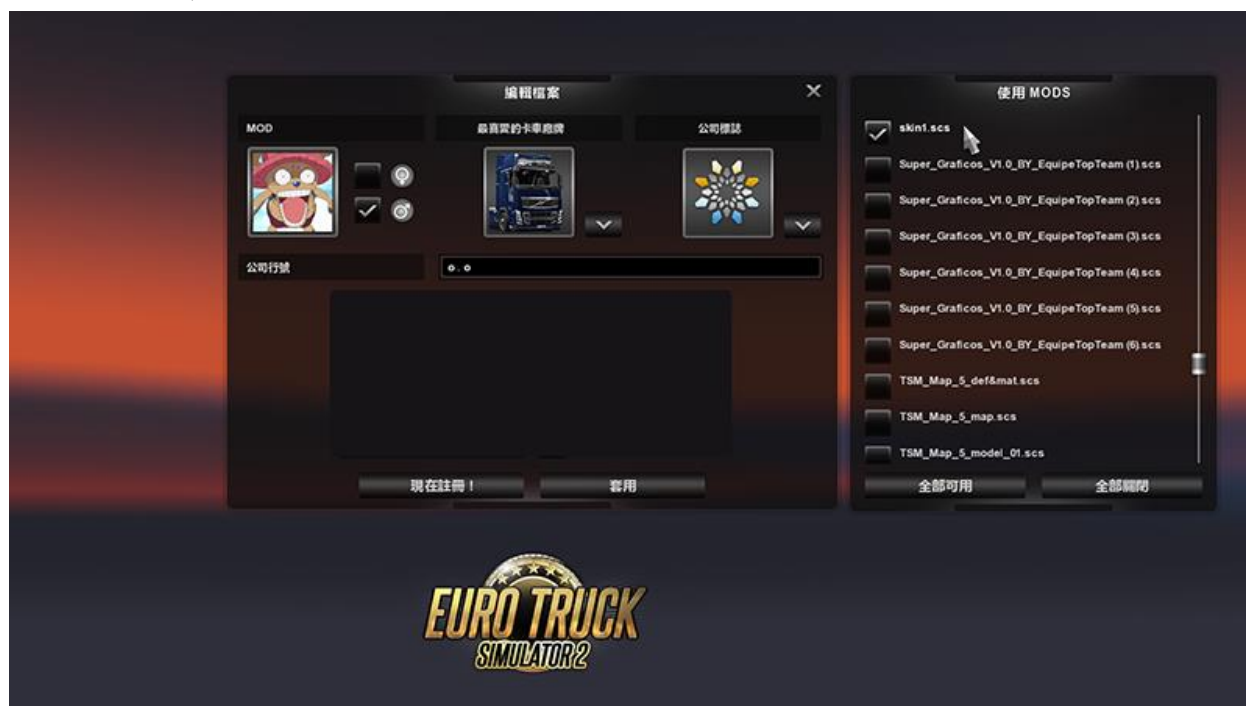 編輯檔案
MOD
最喜愛的卡車廠牌
公司標誌
公司行號
o . o
現在註冊！
套用
使用 MODS
skin1.scs
Super_Graficos_V1.0_BY_EquipeTopTeam (1).scs
Super_Graficos_V1.0_BY_EquipeTopTeam (2).scs
Super_Graficos_V1.0_BY_EquipeTopTeam (3).scs
Super_Graficos_V1.0_BY_EquipeTopTeam (4).scs
Super_Graficos_V1.0_BY_EquipeTopTeam (5).scs
Super_Graficos_V1.0_BY_EquipeTopTeam (6).scs
TSM_Map_5_def&mat.scs
TSM_Map_5_map.scs
TSM_Map_5_model_01.scs
全部可用
全部關閉
EURO TRUCK
SIMULATOR 2